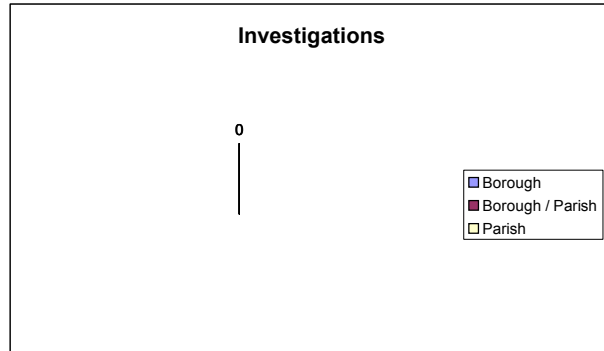 Investigations
0
Borough
Borough / Parish
Parish